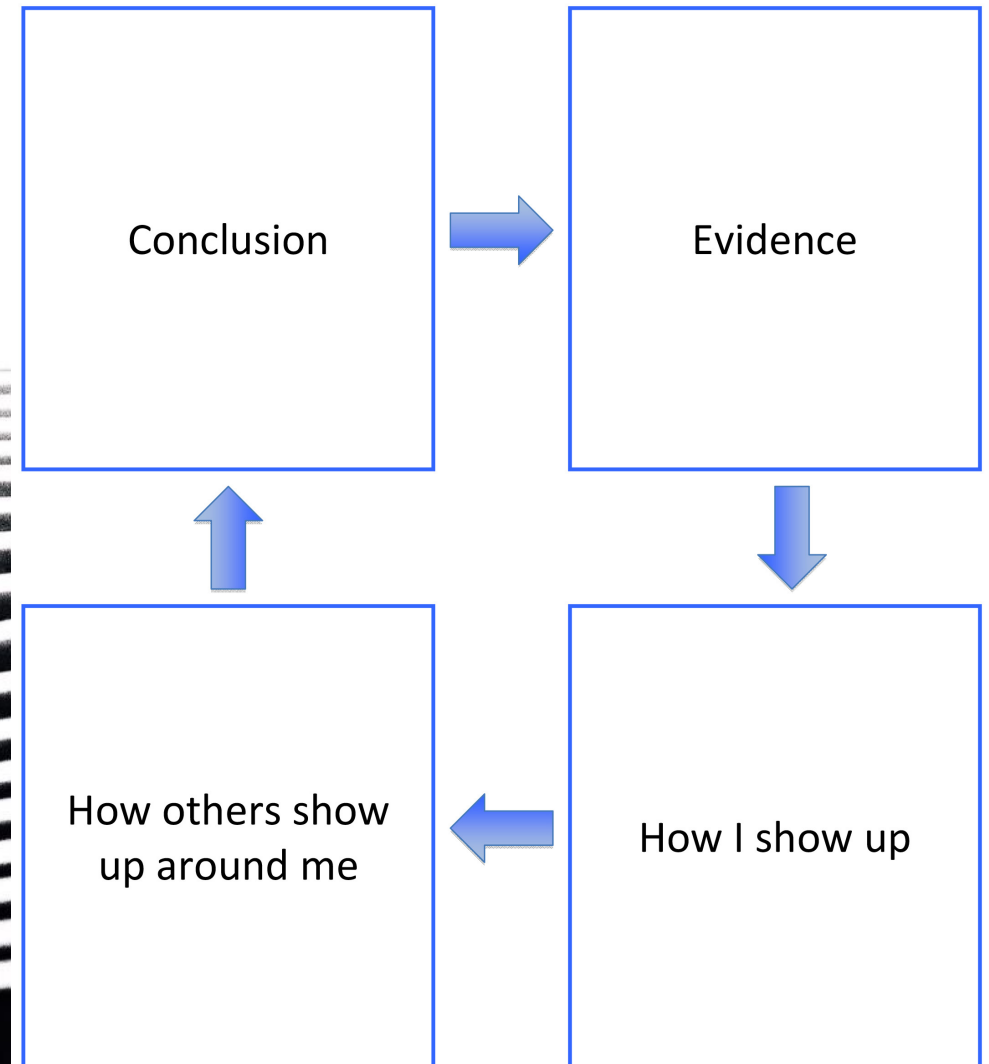 Conclusion
Evidence
How others show
up around me
How I show up